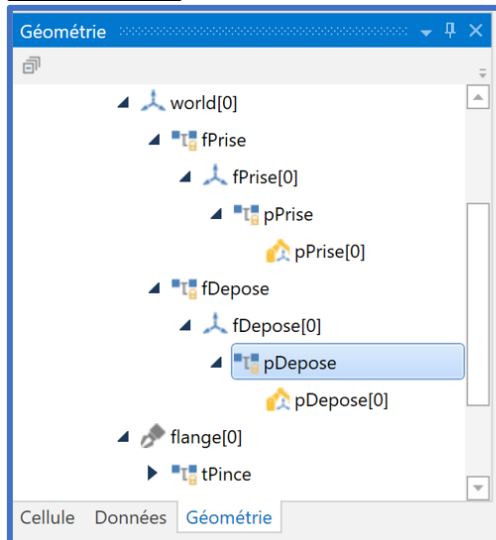 Géométrie
world[0]
fPrise
fPrise[0]
pPrise
pPrise[0]
fDepose
fDepose[0]
pDepose
pDepose[0]
flange[0]
tPince
Cellule Données Géométrie